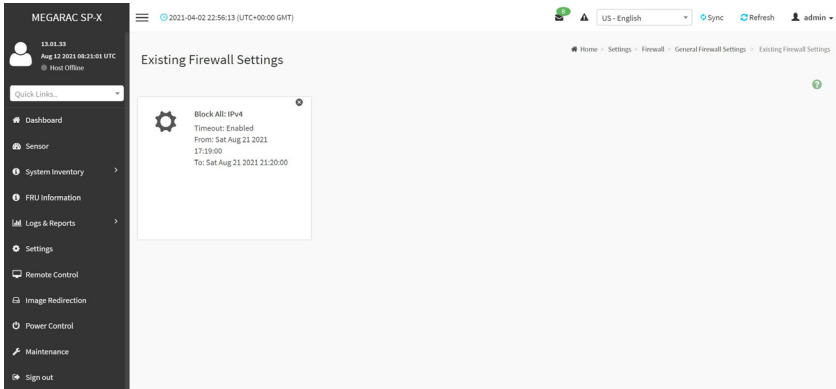 MEGARAC SP-X
2021-04-02 22:56:13 (UTC+00:00 GMT)
8
US - English
Sync
Refresh
admin
13.01.33
Aug 12 2021 08:21:01 UTC
Host Offline
Quick Links..
Dashboard
Sensor
System Inventory
FRU Information
Logs & Reports
Settings
Remote Control
Image Redirection
Power Control
Maintenance
Sign out
Existing Firewall Settings
Home
Settings
Firewall
General Firewall Settings
Existing Firewall Settings
?
Block All: IPv4
Timeout: Enabled
From: Sat Aug 21 2021
17:19:00
To: Sat Aug 21 2021 21:20:00